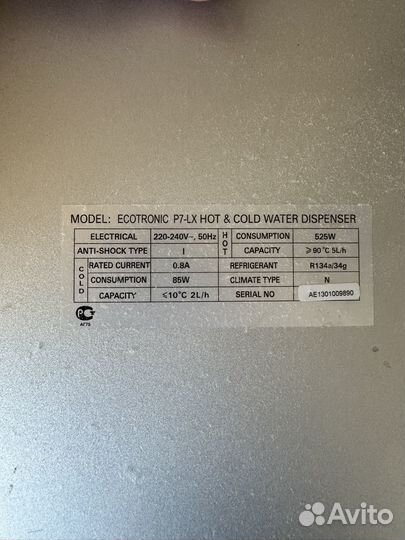 MODEL: ECOTRONIC P7-LX HOT & COLD WATER DISPENSER
ELECTRICAL 220-240V~, 50Hz HOT CONSUMPTION 525W
ANTI-SHOCK TYPE I CAPACITY ≥90°C 5L/h
COLD RATED CURRENT 0.8A REFRIGERANT R134a/34g
CONSUMPTION 85W CLIMATE TYPE N
CAPACITY ≤10°C 2L/h SERIAL NO AE1301009890
РС
АГ75
Avito